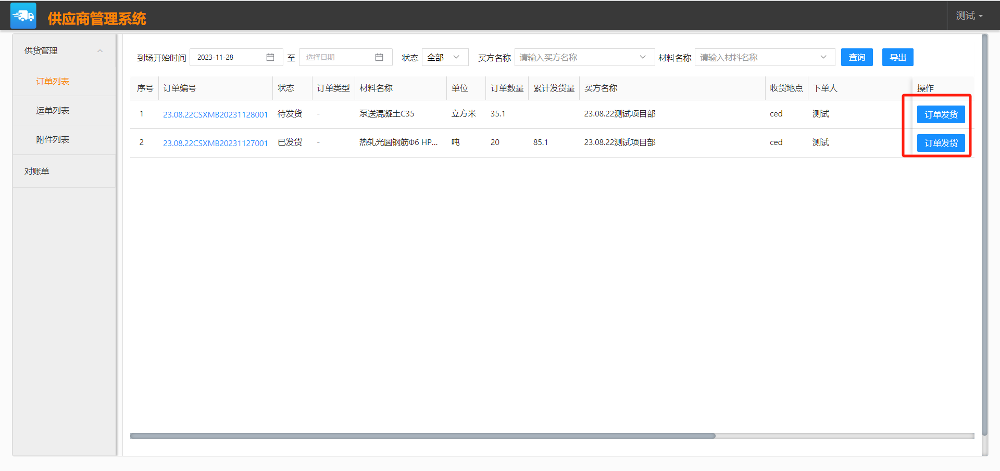 供应商管理系统
测试
供货管理
订单列表
运单列表
附件列表
对账单
到场开始时间 2023-11-28 至 选择日期 状态 全部 买方名称 请输入买方名称 材料名称 请输入材料名称 查询 导出
序号 订单编号 状态 订单类型 材料名称 单位 订单数量 累计发货量 买方名称 收货地点 下单人 操作
1 23.08.22CSXMB20231128001 待发货 - 泵送混凝土C35 立方米 35.1 23.08.22测试项目部 ced 测试 订单发货
2 23.08.22CSXMB20231127001 已发货 - 热轧光圆钢筋Φ6 HP... 吨 20 85.1 23.08.22测试项目部 ced 测试 订单发货